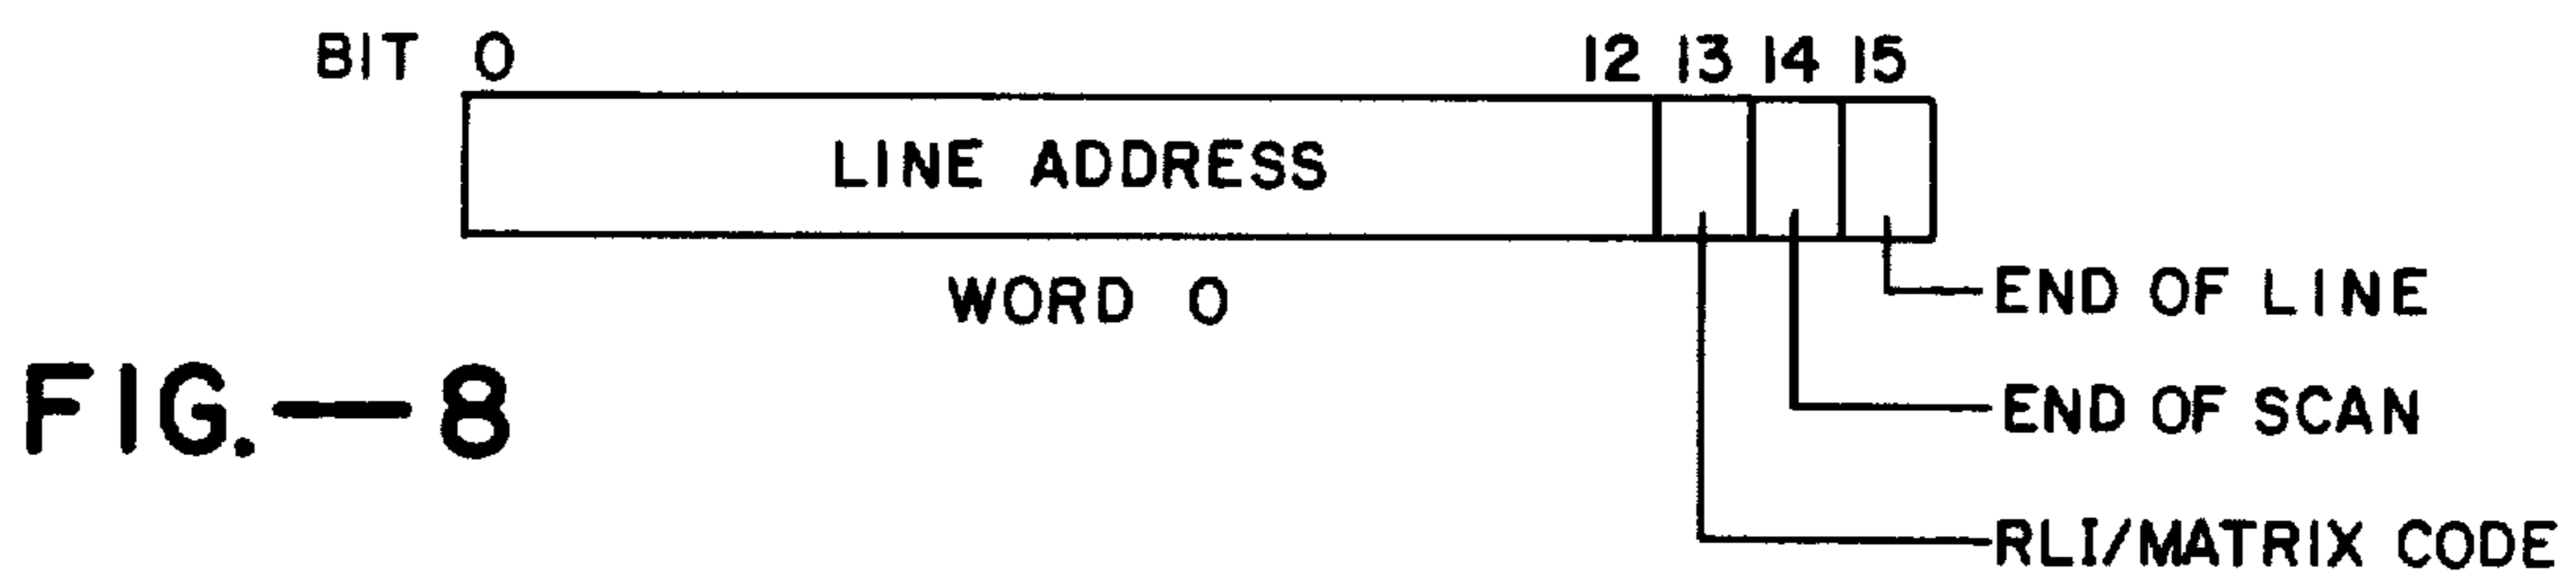 BIT 0 12 13 14 15
LINE ADDRESS
WORD 0
END OF LINE
FIG.—8
END OF SCAN
RLI/MATRIX CODE